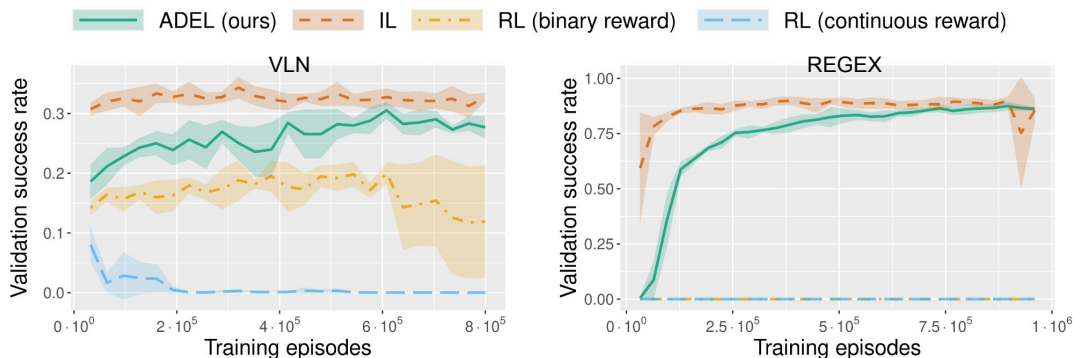 ADEL (ours) IL RL (binary reward) RL (continuous reward)
VLN
Validation success rate
0.3
0.2
0.1
0.0
0·10⁰ 2·10⁵ 4·10⁵ 6·10⁵ 8·10⁵
Training episodes
REGEX
Validation success rate
1.00
0.75
0.50
0.25
0.00
0·10⁰ 2.5·10⁵ 5·10⁵ 7.5·10⁵ 1·10⁶
Training episodes